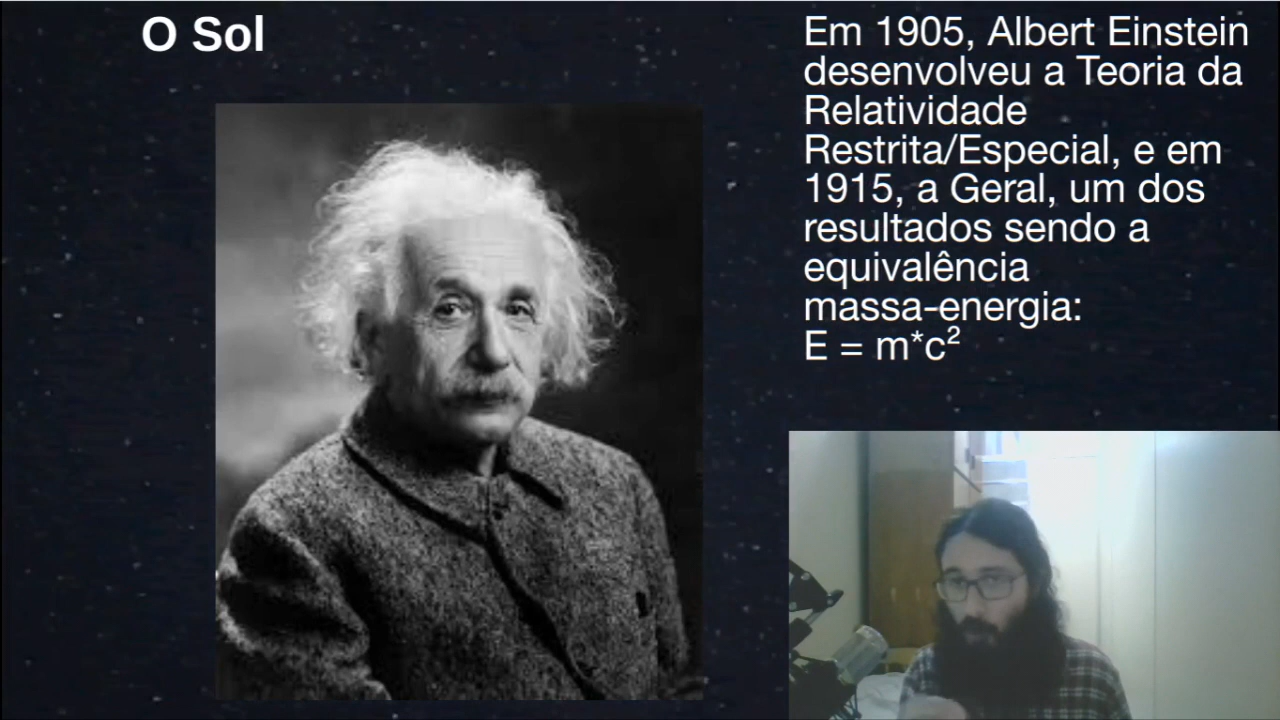 O Sol
Em 1905, Albert Einstein
desenvolveu a Teoria da
Relatividade
Restrita/Especial, e em
1915, a Geral, um dos
resultados sendo a
equivalência
massa-energia:
E = m*c²